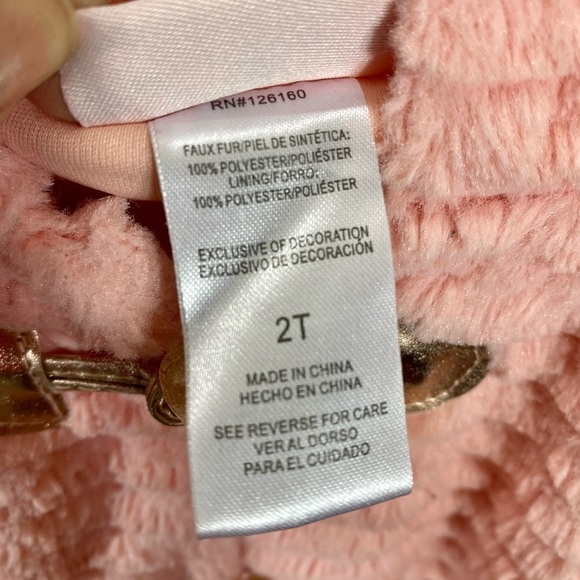 RN#126160
FAUX FUR/PIEL DE SINTÉTICA:
100% POLYESTER/POLIÉSTER
LINING/FORRO:
100% POLYESTER/POLIÉSTER
EXCLUSIVE OF DECORATION
EXCLUSIVO DE DECORACIÓN
2T
MADE IN CHINA
HECHO EN CHINA
SEE REVERSE FOR CARE
VER AL DORSO
PARA EL CUIDADO